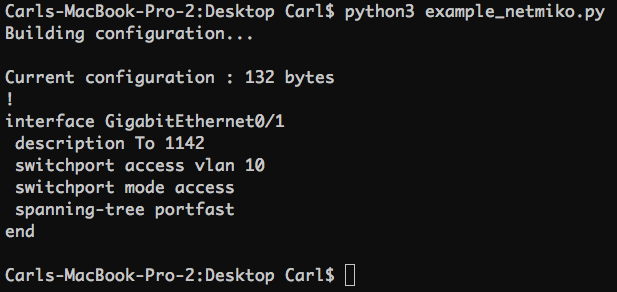 Carls-MacBook-Pro-2:Desktop Carl$ python3 example_netmiko.py
Building configuration...
Current configuration : 132 bytes
!
interface GigabitEthernet0/1
 description To 1142
 switchport access vlan 10
 switchport mode access
 spanning-tree portfast
end
Carls-MacBook-Pro-2:Desktop Carl$